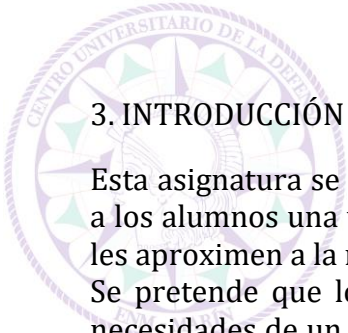 CENTRO UNIVERSITARIO DE LA DEFENSA
3. INTRODUCCIÓN
Esta asignatura se
a los alumnos una
les aproximen a la
Se pretende que
necesidades de un